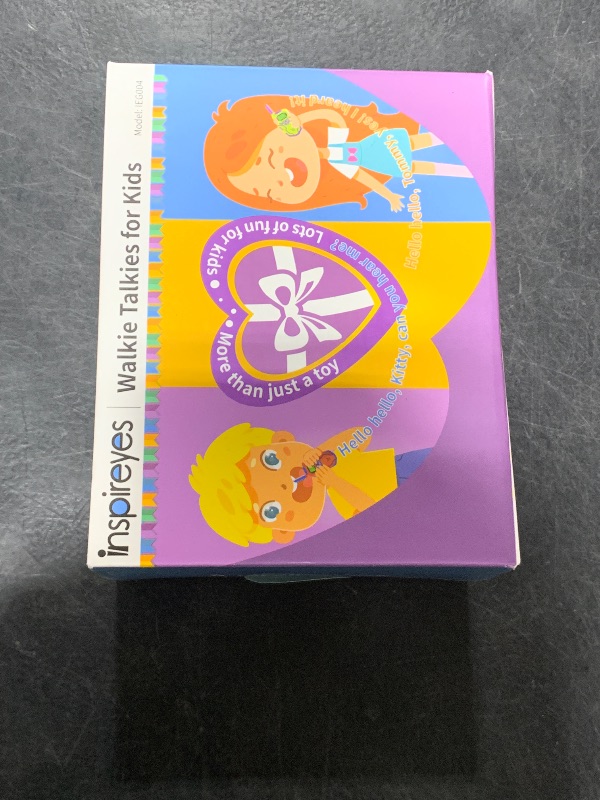 inspireyes
Walkie Talkies for Kids
Model: IEG004
More than just a toy
Lots of fun for kids
Hello hello, Kitty, can you hear me?
Hello hello, Tommy, Yes! I heard it!